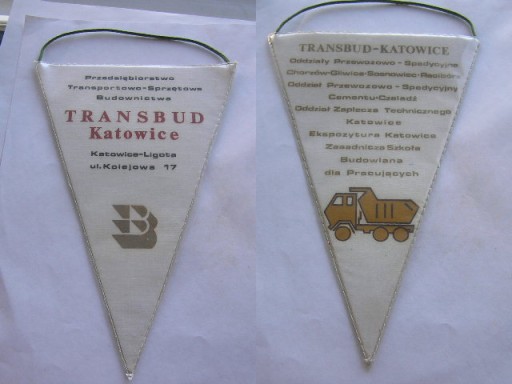 Przedsiębiorstwo
Transportowo-Sprzętowe
Budownictwa
TRANSBUD
Katowice
Katowice-Ligota
ul. Kolejowa 17
B
TRANSBUD-KATOWICE
Oddziały Przewozowo-Spedycyjne
Chorzów-Gliwice-Sosnowiec-Racibórz
Oddział Przewozowo-Spedycyjny
Cementu-Czeladź
Oddział Zaplecza Technicznego
Katowice
Ekspozytura Katowice
Zasadnicza Szkoła
Budowlana
dla Pracujących